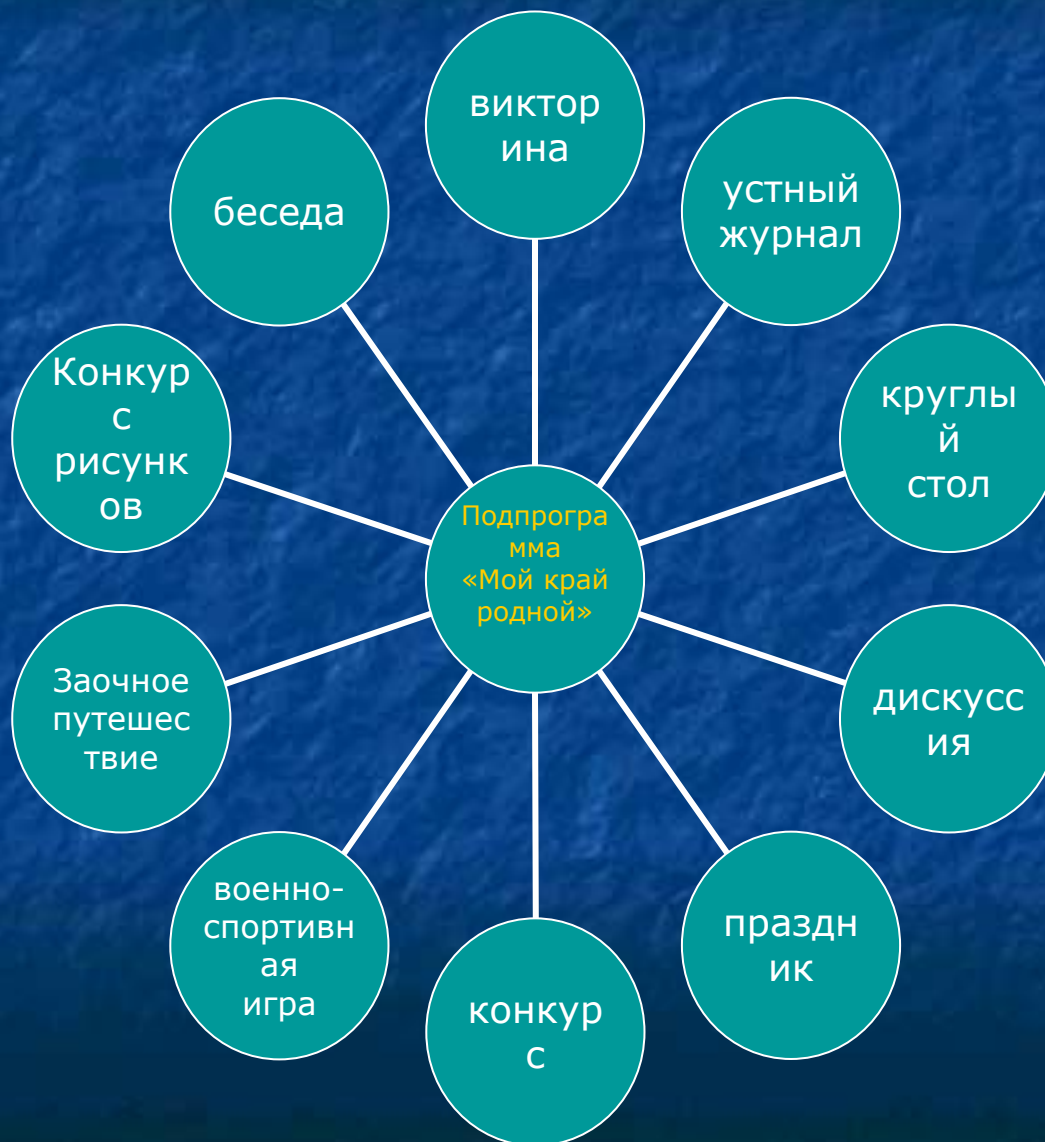 виктор
ина
устный
журнал
круглы
й
стол
дискусс
ия
праздн
ик
конкур
с
военно-
спортивн
ая
игра
Заочное
путешес
твие
Конкур
с
рисунк
ов
беседа
Подпрогра
мма
«Мой край
родной»